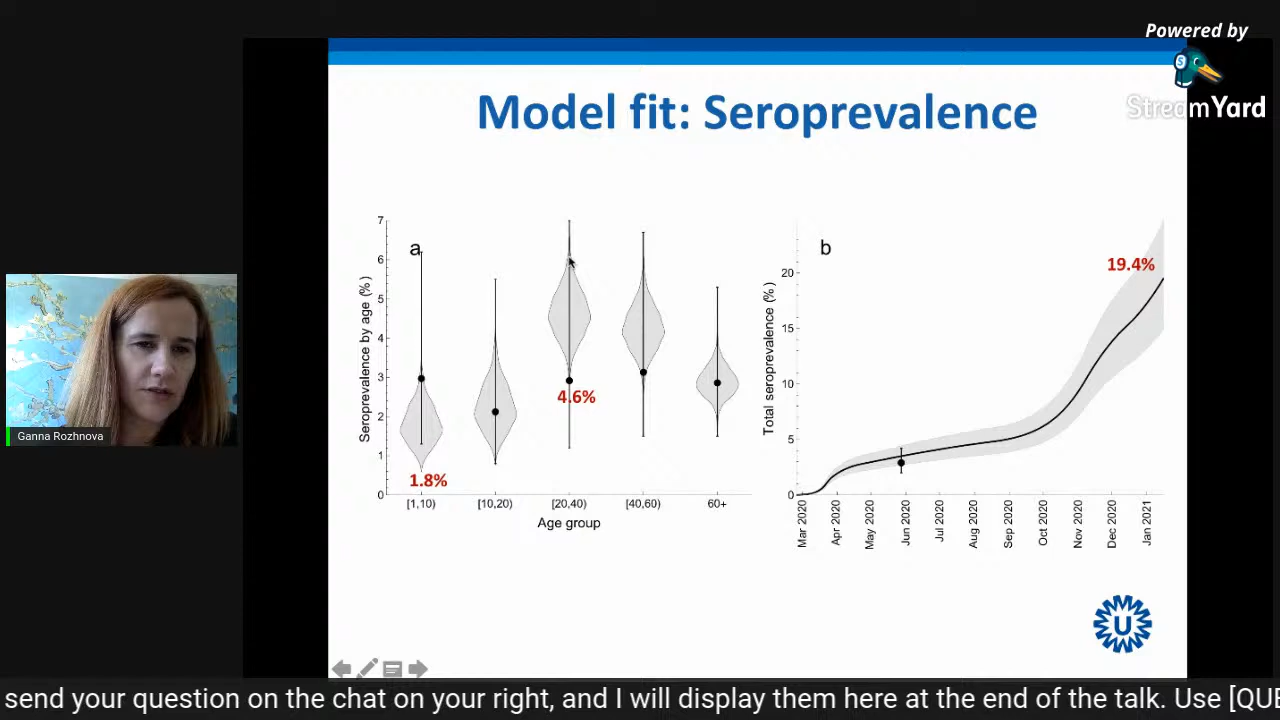 Powered by
StreamYard
Model fit: Seroprevalence
a
7
6
5
4
3
2
1
0
Seroprevalence by age (%)
4.6%
1.8%
[1,10)
[10,20)
[20,40)
[40,60)
60+
Age group
b
19.4%
20
15
10
5
0
Total seroprevalence (%)
Mar 2020
Apr 2020
May 2020
Jun 2020
Jul 2020
Aug 2020
Sep 2020
Oct 2020
Nov 2020
Dec 2020
Jan 2021
Ganna Rozhnova
U
send your question on the chat on your right, and I will display them here at the end of the talk. Use [QUE